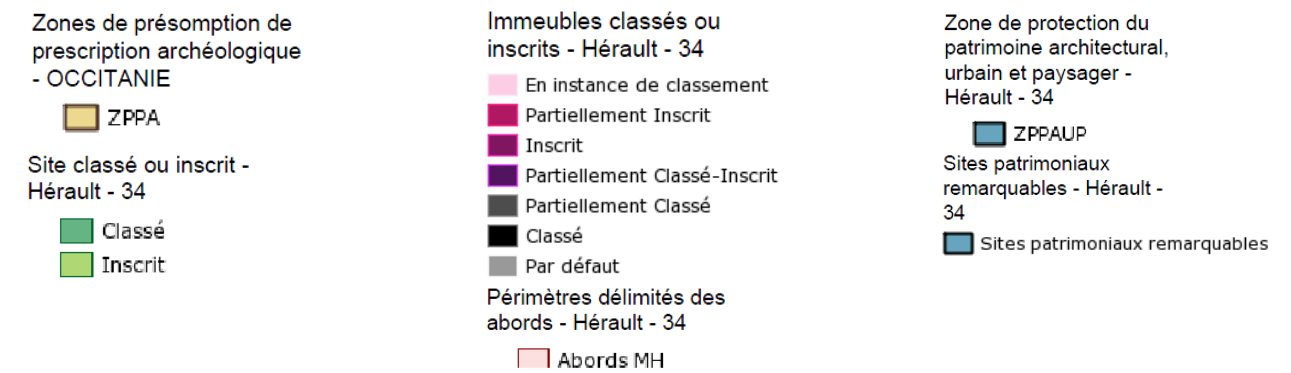 Zones de présomption de
prescription archéologique
- OCCITANIE
ZPPA
Site classé ou inscrit -
Hérault - 34
Classé
Inscrit
Immeubles classés ou
inscrits - Hérault - 34
En instance de classement
Partiellement Inscrit
Inscrit
Partiellement Classé-Inscrit
Partiellement Classé
Classé
Par défaut
Périmètres délimités des
abords - Hérault - 34
Abords MH
Zone de protection du
patrimoine architectural,
urbain et paysager -
Hérault - 34
ZPPAUP
Sites patrimoniaux
remarquables - Hérault -
34
Sites patrimoniaux remarquables